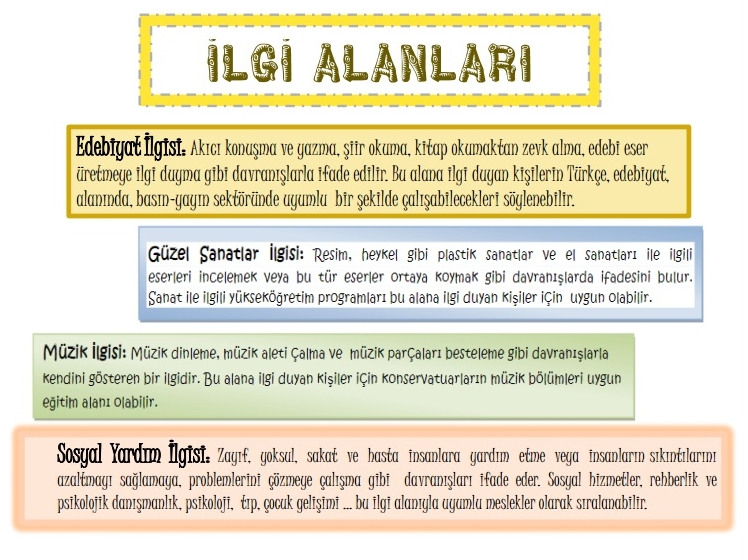 İLGİ ALANLARI
Edebiyat İlgisi: Akıcı konuşma ve yazma, şiir okuma, kitap okumaktan zevk alma, edebi eser
üretmeye ilgi duyma gibi davranışlarla ifade edilir. Bu alana ilgi duyan kişilerin Türkçe, edebiyat,
alanında, basın-yayın sektöründe uyumlu bir şekilde çalışabilecekleri söylenebilir.
Güzel Sanatlar İlgisi: Resim, heykel gibi plastik sanatlar ve el sanatları ile ilgili
eserleri incelemek veya bu tür eserler ortaya koymak gibi davranışlarda ifadesini bulur.
Sanat ile ilgili yükseköğretim programları bu alana ilgi duyan kişiler için uygun olabilir.
Müzik İlgisi: Müzik dinleme, müzik aleti çalma ve müzik parçaları besteleme gibi davranışlarla
kendini gösteren bir ilgidir. Bu alana ilgi duyan kişiler için konservatuarların müzik bölümleri uygun
eğitim alanı olabilir.
Sosyal Yardım İlgisi: Zayıf, yoksul, sakat ve hasta insanlara yardım etme veya insanların sıkıntılarını
azaltmayı sağlamaya, problemlerini çözmeye çalışma gibi davranışları ifade eder. Sosyal hizmetler, rehberlik ve
psikolojik danışmanlık, psikoloji, tıp, çocuk gelişimi ... bu ilgi alanıyla uyumlu meslekler olarak sıralanabilir.